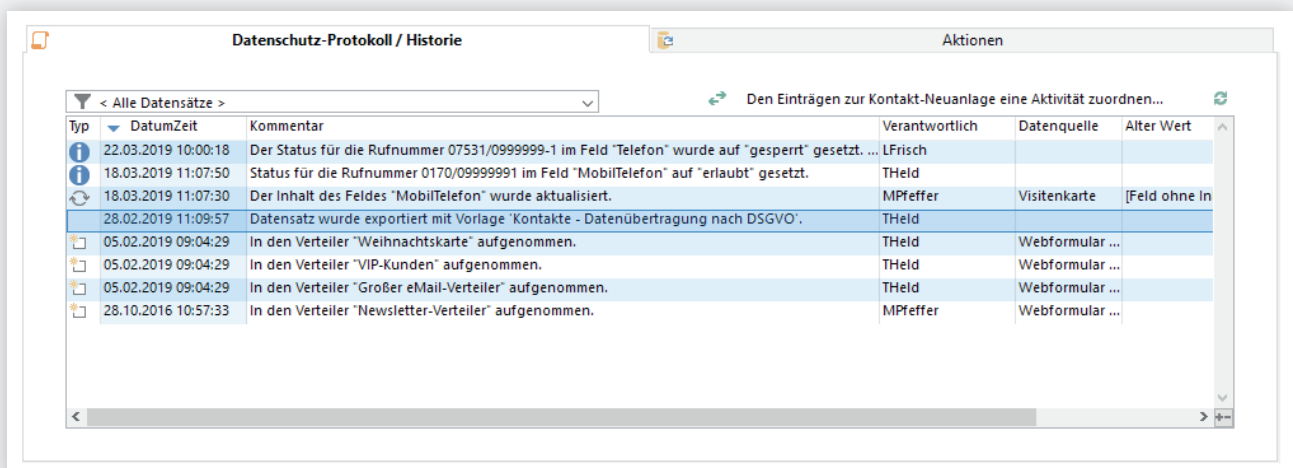 Datenschutz-Protokoll / Historie Aktionen
< Alle Datensätze > Den Einträgen zur Kontakt-Neuanlage eine Aktivität zuordnen...
Typ DatumZeit Kommentar Verantwortlich Datenquelle Alter Wert
22.03.2019 10:00:18 Der Status für die Rufnummer 07531/0999999-1 im Feld "Telefon" wurde auf "gesperrt" gesetzt. ... LFrisch
18.03.2019 11:07:50 Status für die Rufnummer 0170/09999991 im Feld "MobilTelefon" auf "erlaubt" gesetzt. THeld
18.03.2019 11:07:30 Der Inhalt des Feldes "MobilTelefon" wurde aktualisiert. MPfeffer Visitenkarte [Feld ohne In
28.02.2019 11:09:57 Datensatz wurde exportiert mit Vorlage 'Kontakte - Datenübertragung nach DSGVO'. THeld
05.02.2019 09:04:29 In den Verteiler "Weihnachtskarte" aufgenommen. THeld Webformular ...
05.02.2019 09:04:29 In den Verteiler "VIP-Kunden" aufgenommen. THeld Webformular ...
05.02.2019 09:04:29 In den Verteiler "Großer eMail-Verteiler" aufgenommen. THeld Webformular ...
28.10.2016 10:57:33 In den Verteiler "Newsletter-Verteiler" aufgenommen. MPfeffer Webformular ...